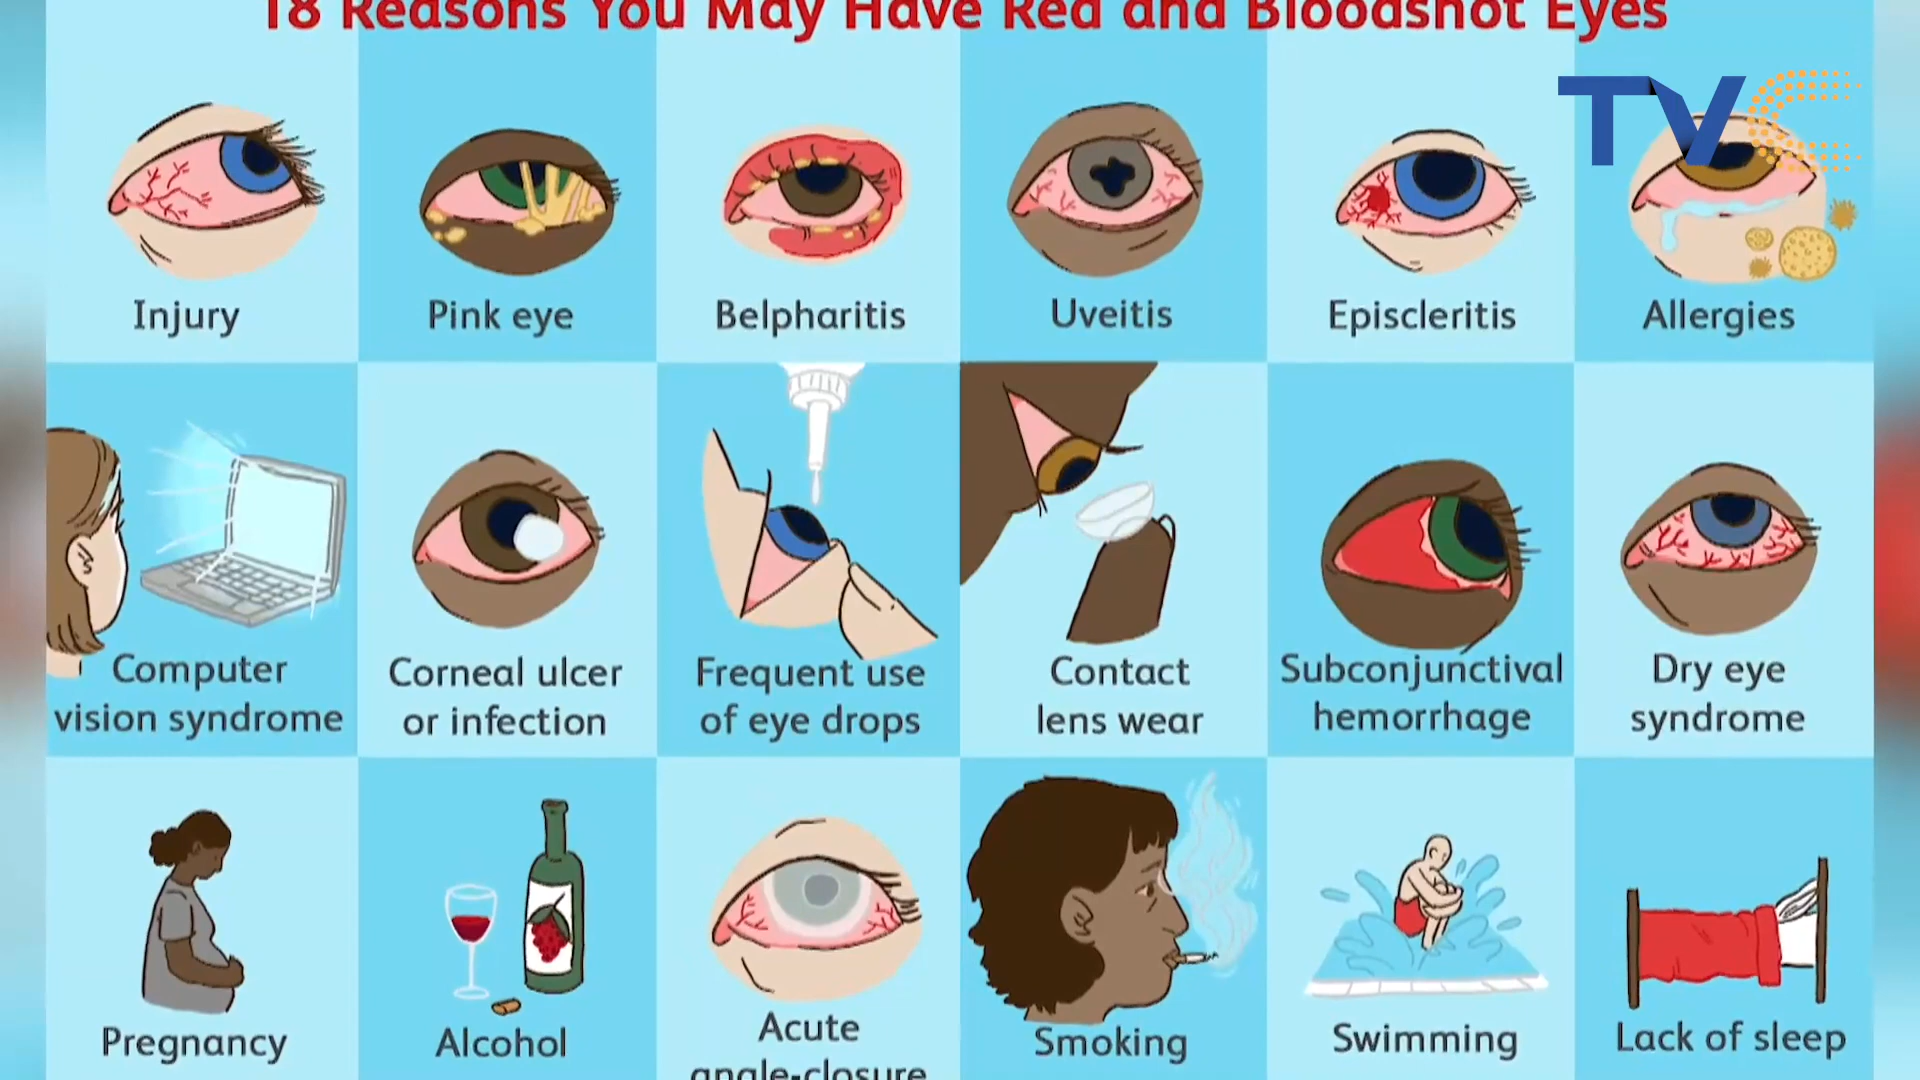 18 Reasons You May Have Red and Bloodshot Eyes
TVC
Injury
Pink eye
Belpharitis
Uveitis
Episcleritis
Allergies
Computer
vision syndrome
Corneal ulcer
or infection
Frequent use
of eye drops
Contact
lens wear
Subconjunctival
hemorrhage
Dry eye
syndrome
Pregnancy
Alcohol
Acute
angle-closure
Smoking
Swimming
Lack of sleep